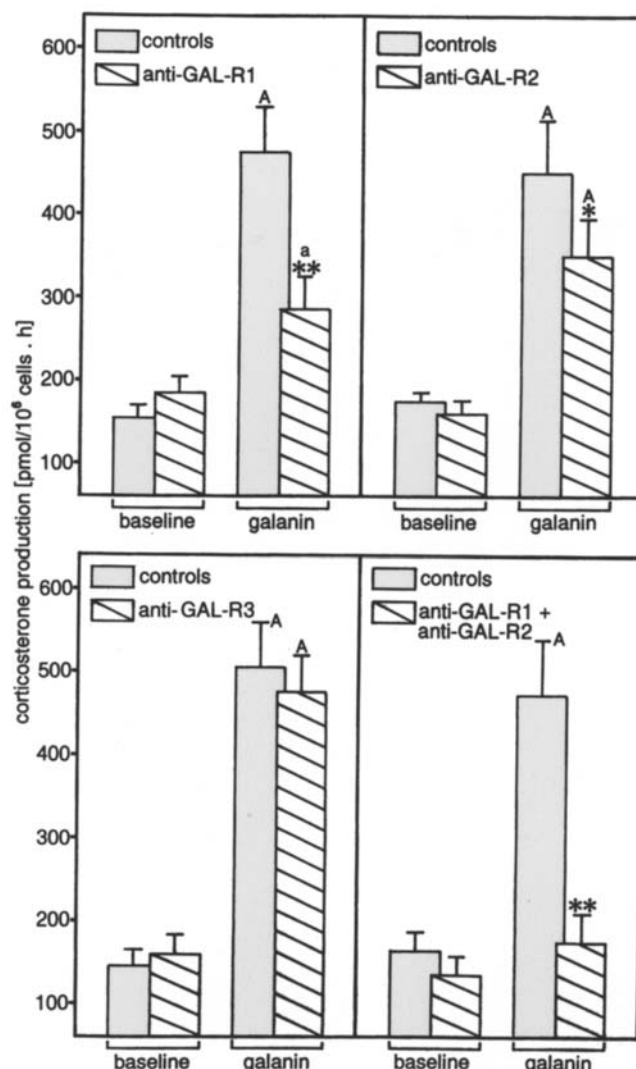 corticosterone production [pmol/10⁶ cells . h]
600
500
400
300
200
100
controls
anti-GAL-R1
A
a
**
baseline
galanin
controls
anti-GAL-R2
A
A
*
baseline
galanin
600
500
400
300
200
100
controls
anti-GAL-R3
A
A
baseline
galanin
controls
anti-GAL-R1 +
anti-GAL-R2
A
**
baseline
galanin